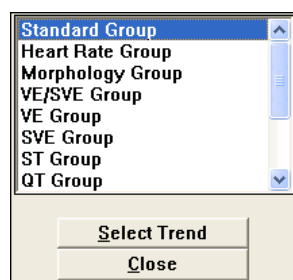 Standard Group
Heart Rate Group
Morphology Group
VE/SVE Group
VE Group
SVE Group
ST Group
QT Group
Select Trend
Close